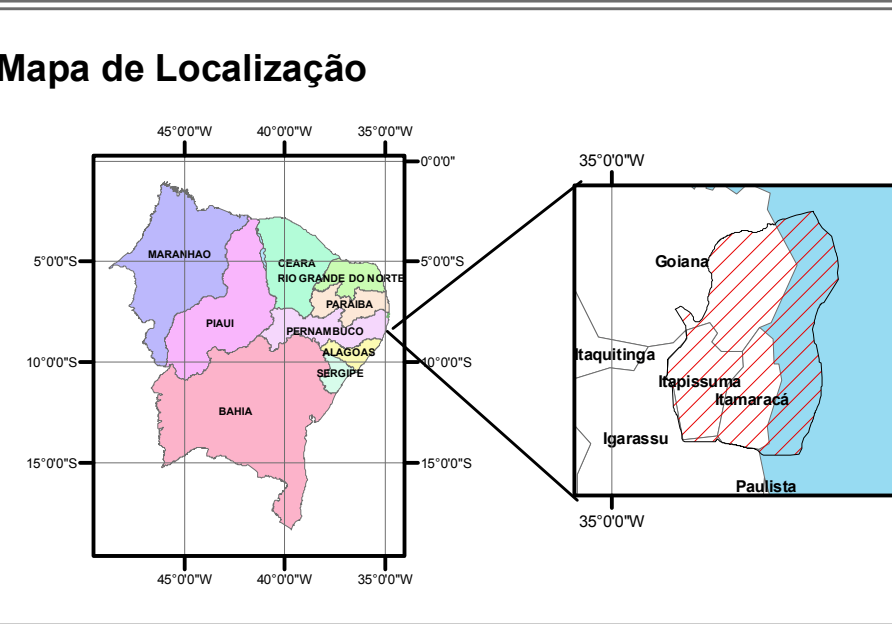 Mapa de Localização
45°0'0"W 40°0'0"W 35°0'0"W
0°0'0"
5°0'0"S
5°0'0"S
10°0'0"S
10°0'0"S
15°0'0"S
15°0'0"S
MARANHAO
CEARA
RIO GRANDE DO NORTE
PARAIBA
PIAUI
PERNAMBUCO
ALAGOAS
SERGIPE
BAHIA
45°0'0"W 40°0'0"W 35°0'0"W
35°0'0"W
Goiana
Itaquitinga
Itapissuma
Itamaracá
Igarassu
Paulista
35°0'0"W